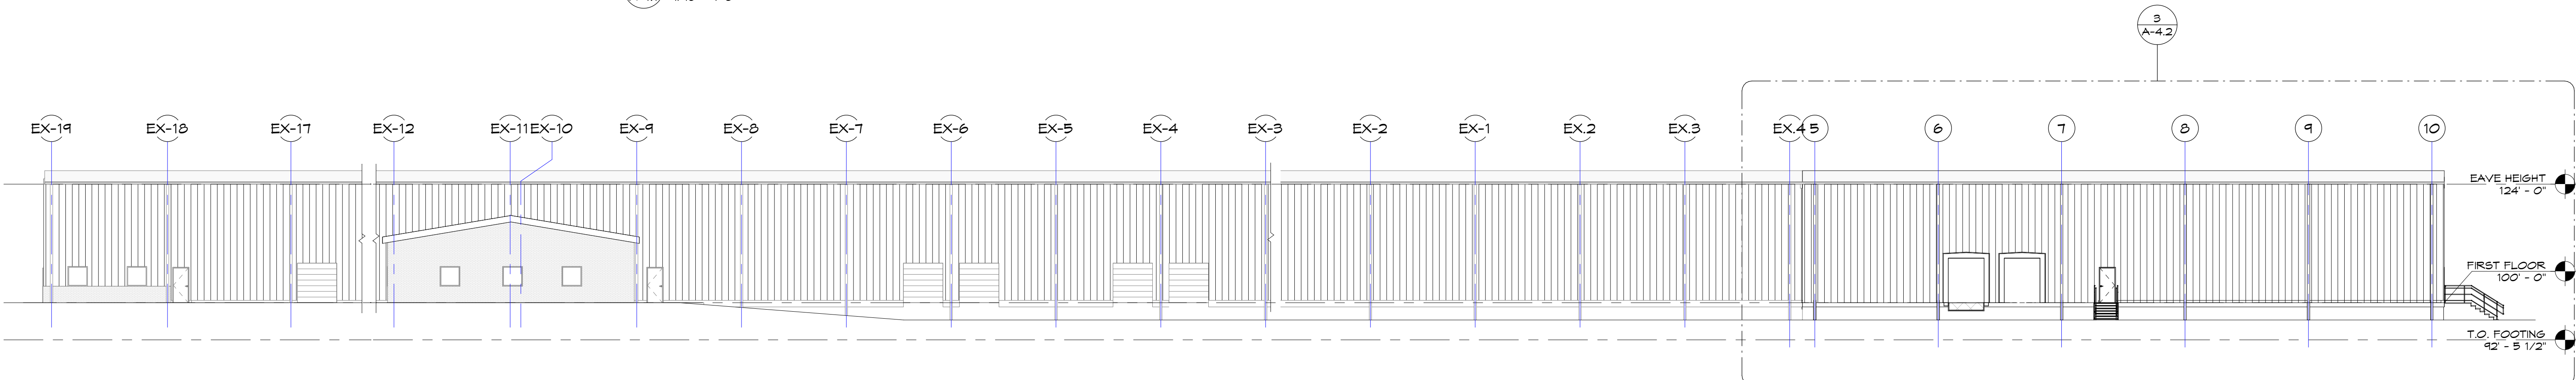 3
A-4.2
EX-19
EX-18
EX-17
EX-12
EX-11
EX-10
EX-9
EX-8
EX-7
EX-6
EX-5
EX-4
EX-3
EX-2
EX-1
EX.2
EX.3
EX.4
5
6
7
8
9
10
EAVE HEIGHT
124' - 0"
FIRST FLOOR
100' - 0"
T.O. FOOTING
92' - 5 1/2"